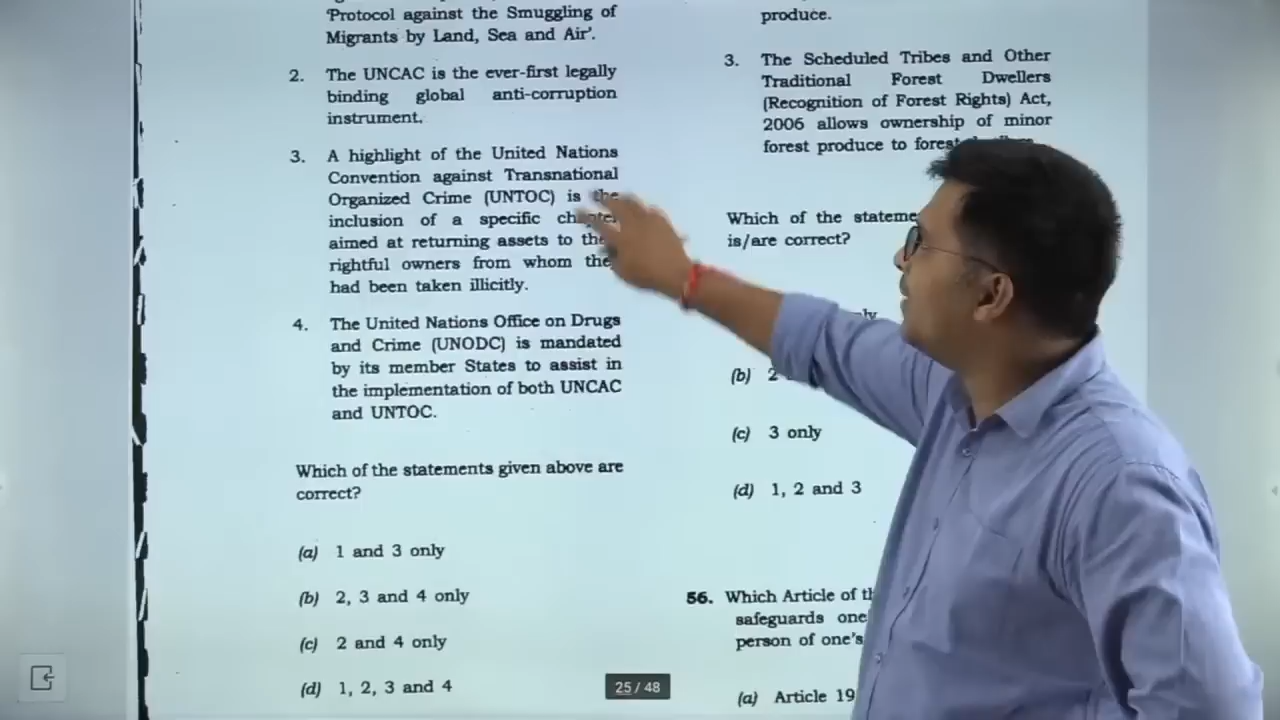 'Protocol against the Smuggling of
Migrants by Land, Sea and Air'.
2. The UNCAC is the ever-first legally
binding global anti-corruption
instrument.
3. A highlight of the United Nations
Convention against Transnational
Organized Crime (UNTOC) is the
inclusion of a specific chapter
aimed at returning assets to
rightful owners from whom
had been taken illicitly.
4. The United Nations Office on Drugs
and Crime (UNODC) is mandated
by its member States to assist in
the implementation of both UNCAC
and UNTOC.
Which of the statements given above are
correct?
(a) 1 and 3 only
(b) 2, 3 and 4 only
(c) 2 and 4 only
(d) 1, 2, 3 and 4
produce.
3. The Scheduled Tribes and Other
Traditional Forest Dwellers
(Recognition of Forest Rights) Act,
2006 allows ownership of minor
forest produce to forest
Which of the
is/are correct?
(b) 2
(c) 3 only
(d) 1, 2 and 3
56. Which Article of
safeguards
person of one's
(a) Article 19
25 / 48